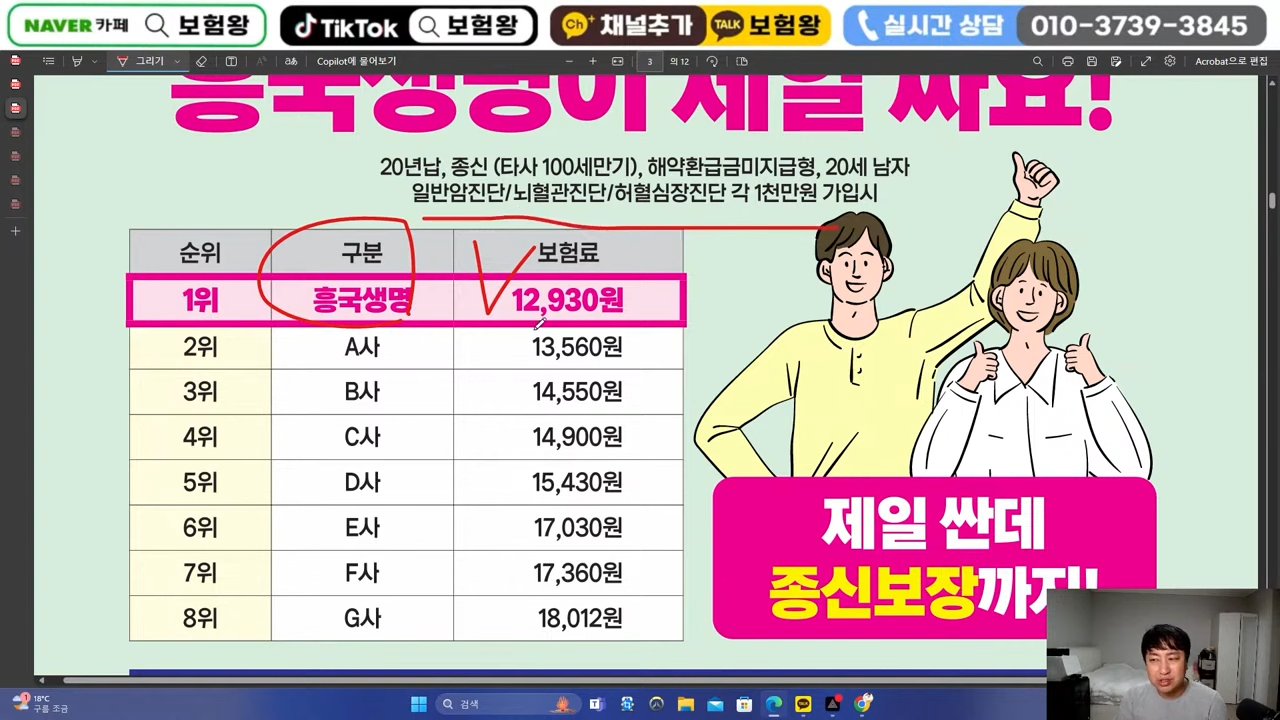 NAVER 카페 보험왕
TikTok 보험왕
Ch+ 채널추가 TALK 보험왕
실시간 상담 010-3739-3845
그리기
Copilot에 물어보기
3 의 12
Acrobat으로 편집
흥국생명이 제일 싸요!
20년납, 종신 (타사 100세만기), 해약환급금미지급형, 20세 남자
일반암진단/뇌혈관진단/허혈심장진단 각 1천만원 가입시
순위 구분 보험료
1위 흥국생명 12,930원
2위 A사 13,560원
3위 B사 14,550원
4위 C사 14,900원
5위 D사 15,430원
6위 E사 17,030원
7위 F사 17,360원
8위 G사 18,012원
제일 싼데
종신보장까지!
18℃
구름 조금
검색